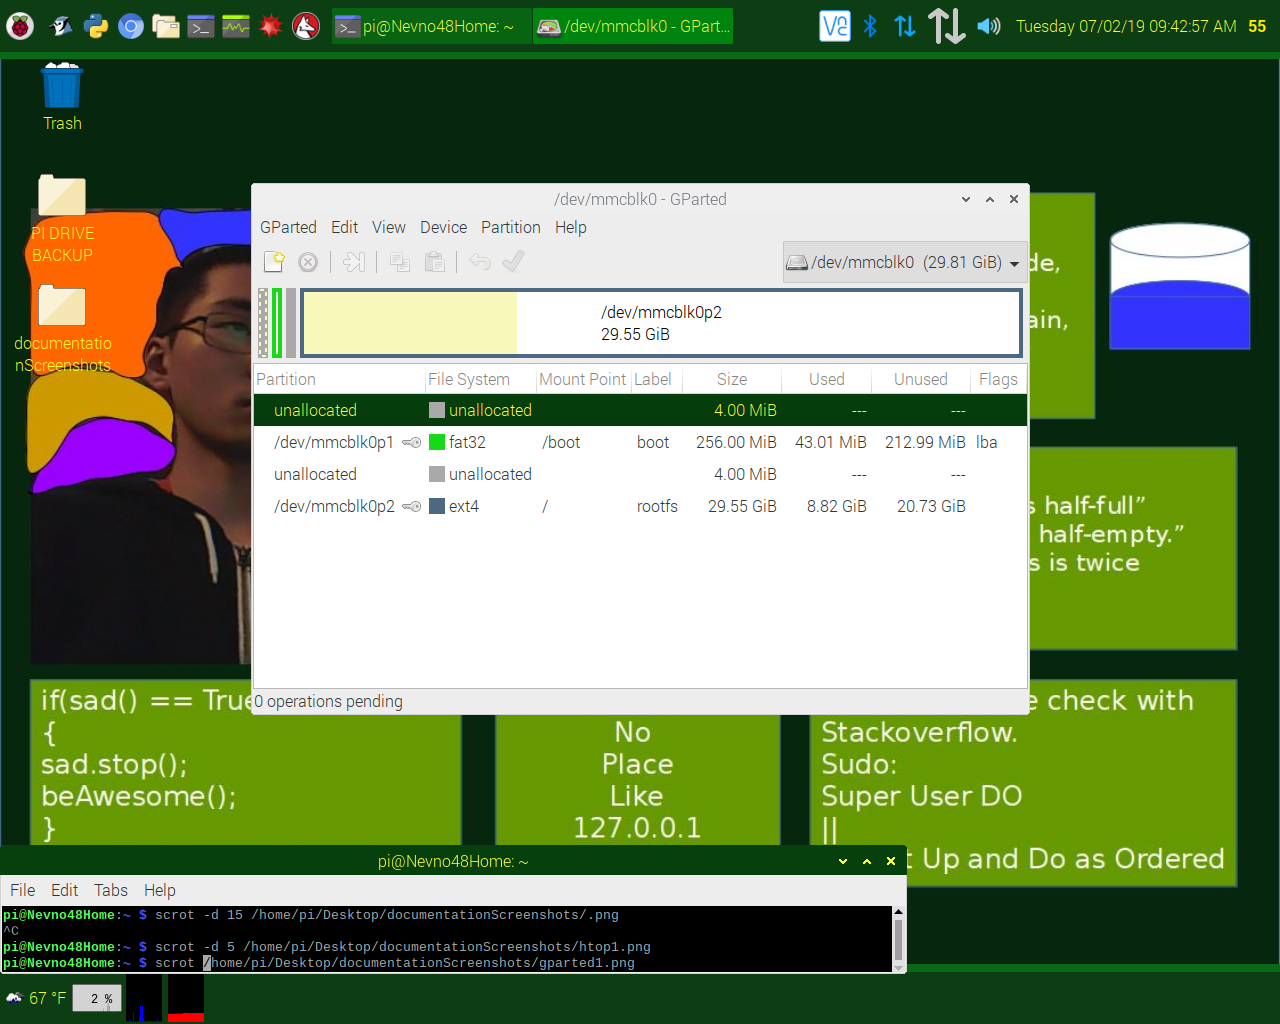 pi@Nevno48Home: ~
/dev/mmcblk0 - GPart...
Tuesday 07/02/19 09:42:57 AM
55
Trash
PI DRIVE
BACKUP
documentatio
nScreenshots
/dev/mmcblk0 - GParted
GParted Edit View Device Partition Help
/dev/mmcblk0 (29.81 GiB)
/dev/mmcblk0p2
29.55 GiB
Partition File System Mount Point Label Size Used Unused Flags
unallocated unallocated 4.00 MiB --- ---
/dev/mmcblk0p1 fat32 /boot boot 256.00 MiB 43.01 MiB 212.99 MiB lba
unallocated unallocated 4.00 MiB --- ---
/dev/mmcblk0p2 ext4 / rootfs 29.55 GiB 8.82 GiB 20.73 GiB
0 operations pending
de,
ain,
s half-full”
half-empty.”
s is twice
if(sad() == True
{
sad.stop();
beAwesome();
}
No
Place
Like
127.0.0.1
e check with
Stackoverflow.
Sudo:
Super User DO
||
t Up and Do as Ordered
pi@Nevno48Home: ~
File Edit Tabs Help
pi@Nevno48Home:~ $ scrot -d 15 /home/pi/Desktop/documentationScreenshots/.png
^C
pi@Nevno48Home:~ $ scrot -d 5 /home/pi/Desktop/documentationScreenshots/htop1.png
pi@Nevno48Home:~ $ scrot /home/pi/Desktop/documentationScreenshots/gparted1.png
67 °F
2 %